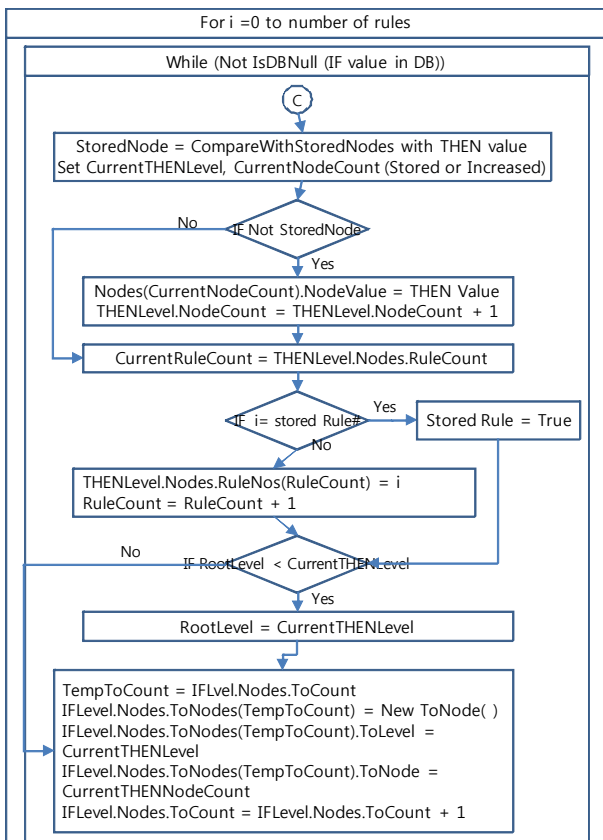 For i =0 to number of rules
While (Not IsDBNull (IF value in DB))
C
StoredNode = CompareWithStoredNodes with THEN value
Set CurrentTHENLevel, CurrentNodeCount (Stored or Increased)
No
IF Not StoredNode
Yes
Nodes(CurrentNodeCount).NodeValue = THEN Value
THENLevel.NodeCount = THENLevel.NodeCount + 1
CurrentRuleCount = THENLevel.Nodes.RuleCount
IF i= stored Rule#
Yes
Stored Rule = True
No
THENLevel.Nodes.RuleNos(RuleCount) = i
RuleCount = RuleCount + 1
No
IF RootLevel < CurrentTHENLevel
Yes
RootLevel = CurrentTHENLevel
TempToCount = IFLvel.Nodes.ToCount
IFLevel.Nodes.ToNodes(TempToCount) = New ToNode( )
IFLevel.Nodes.ToNodes(TempToCount).ToLevel =
CurrentTHENLevel
IFLevel.Nodes.ToNodes(TempToCount).ToNode =
CurrentTHENNodeCount
IFLevel.Nodes.ToCount = IFLevel.Nodes.ToCount + 1